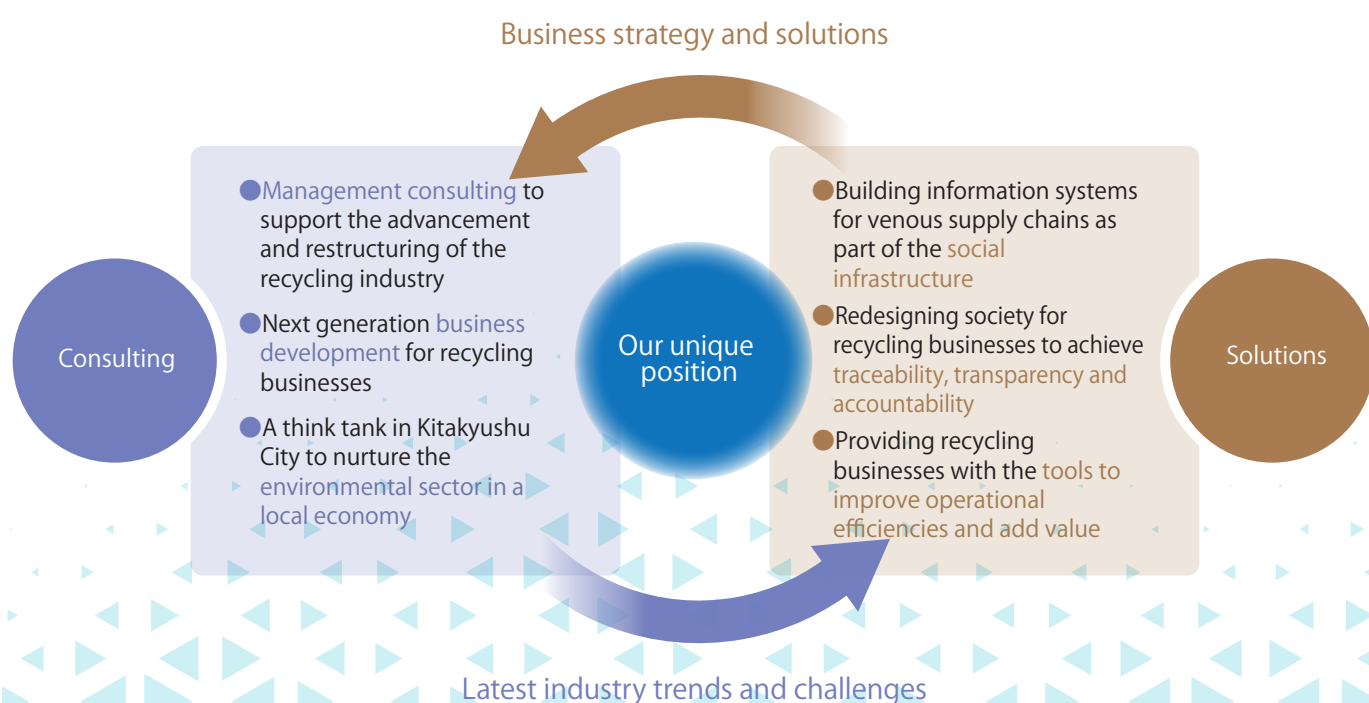 Business strategy and solutions
Consulting
●Management consulting to
support the advancement
and restructuring of the
recycling industry
●Next generation business
development for recycling
businesses
●A think tank in Kitakyushu
City to nurture the
environmental sector in a
local economy
Our unique
position
●Building information systems
for venous supply chains as
part of the social
infrastructure
●Redesigning society for
recycling businesses to achieve
traceability, transparency and
accountability
●Providing recycling
businesses with the tools to
improve operational
efficiencies and add value
Solutions
Latest industry trends and challenges